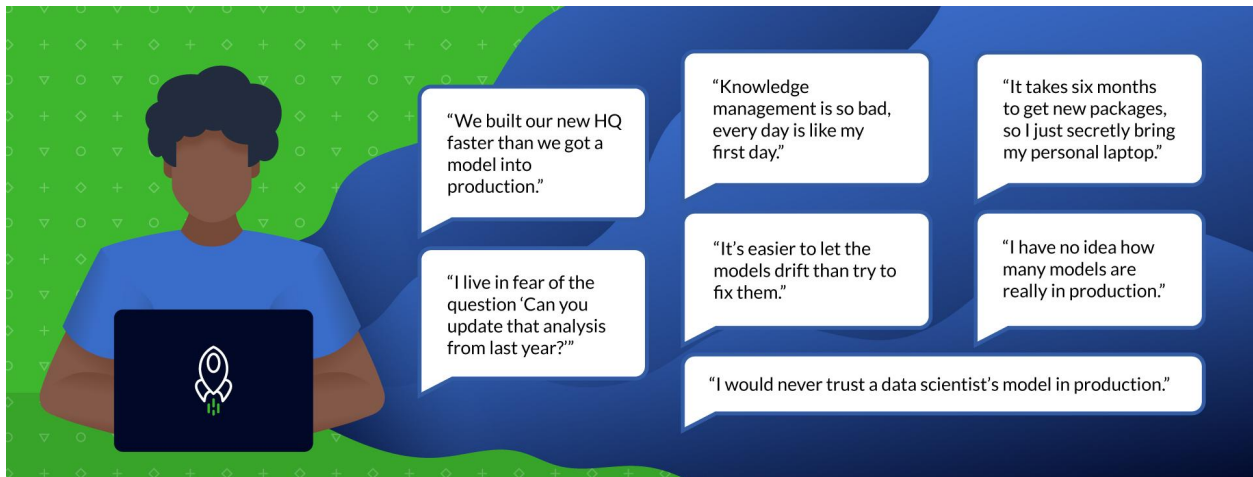 “We built our new HQ
faster than we got a
model into
production.”
“I live in fear of the
question ‘Can you
update that analysis
from last year?’”
“Knowledge
management is so bad,
every day is like my
first day.”
“It’s easier to let the
models drift than try to
fix them.”
“It takes six months
to get new packages,
so I just secretly bring
my personal laptop.”
“I have no idea how
many models are
really in production.”
“I would never trust a data scientist’s model in production.”